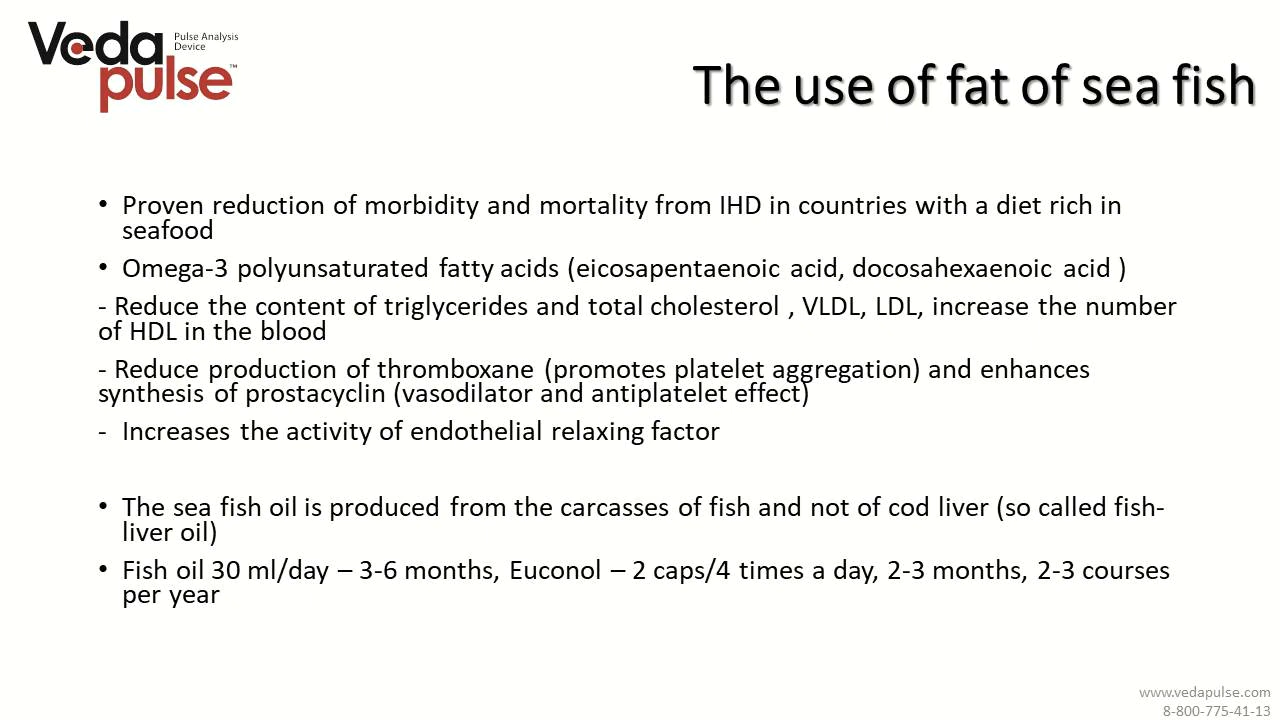 Veda
pulse™
Pulse Analysis
Device
The use of fat of sea fish
• Proven reduction of morbidity and mortality from IHD in countries with a diet rich in
seafood
• Omega-3 polyunsaturated fatty acids (eicosapentaenoic acid, docosahexaenoic acid )
- Reduce the content of triglycerides and total cholesterol , VLDL, LDL, increase the number
of HDL in the blood
- Reduce production of thromboxane (promotes platelet aggregation) and enhances
synthesis of prostacyclin (vasodilator and antiplatelet effect)
- Increases the activity of endothelial relaxing factor
• The sea fish oil is produced from the carcasses of fish and not of cod liver (so called fish-
liver oil)
• Fish oil 30 ml/day – 3-6 months, Euconol – 2 caps/4 times a day, 2-3 months, 2-3 courses
per year
www.vedapulse.com
8-800-775-41-13